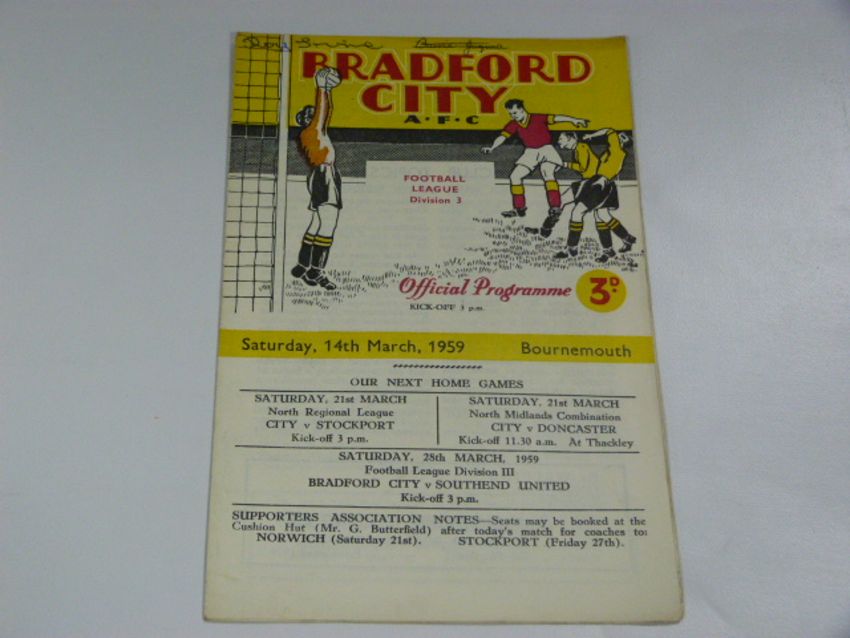 BRADFORD
CITY
A·F·C
FOOTBALL
LEAGUE
Division 3
Official Programme
3D.
KICK-OFF 3 p.m.
Saturday, 14th March, 1959 Bournemouth
OUR NEXT HOME GAMES
SATURDAY, 21st MARCH
North Regional League
CITY v STOCKPORT
Kick-off 3 p.m.
SATURDAY, 21st MARCH
North Midlands Combination
CITY v DONCASTER
Kick-off 11.30 a.m. At Thackley
SATURDAY, 28th MARCH, 1959
Football League Division III
BRADFORD CITY v SOUTHEND UNITED
Kick-off 3 p.m.
SUPPORTERS ASSOCIATION NOTES—Seats may be booked at the
Cushion Hut (Mr. G. Butterfield) after today's match for coaches to:
NORWICH (Saturday 21st). STOCKPORT (Friday 27th).